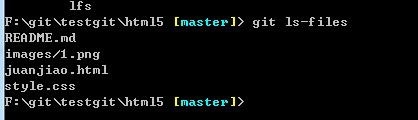 lfs
F:\git\testgit\html5 [master]> git ls-files
README.md
images/1.png
juanjiao.html
style.css
F:\git\testgit\html5 [master]>